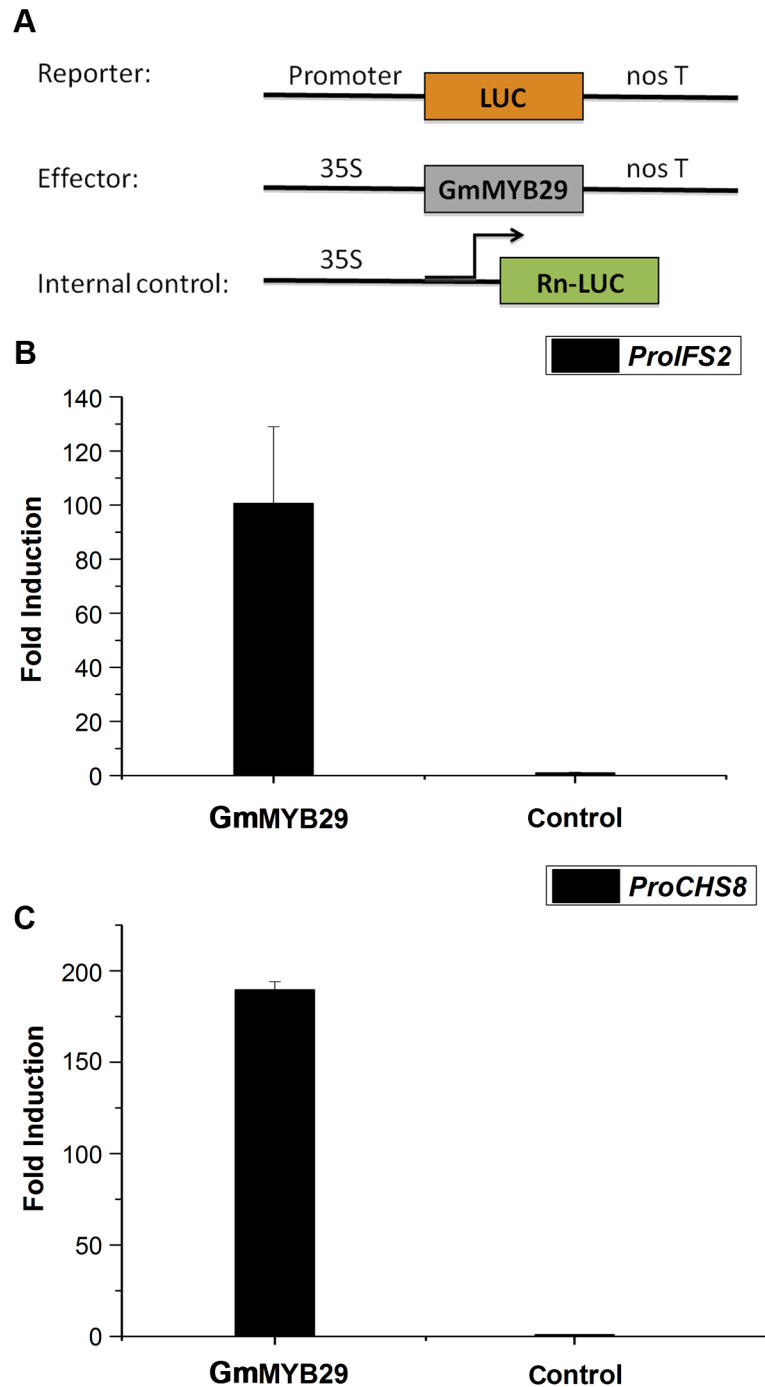 A
Reporter: Promoter LUC nos T
Effector: 35S GmMYB29 nos T
Internal control: 35S Rn-LUC
B
ProIFS2
140
120
100
80
60
40
20
0
Fold Induction
GmMYB29 Control
ProCHS8
C
200
150
100
50
0
Fold Induction
GmMYB29 Control